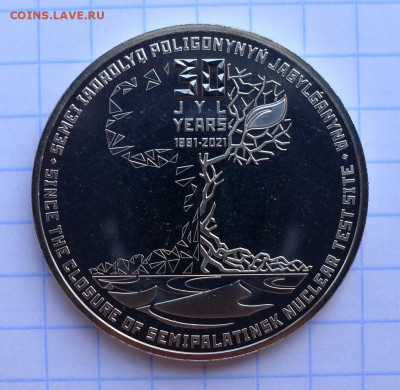 COINS.LAVE.RU
SEMEI IADROLYQ POLIGONYNYŃ JABYLǴANYNA
30
JYL
YEARS
1991-2021
• SINCE THE CLOSURE OF SEMIPALATINSK NUCLEAR TEST SITE •